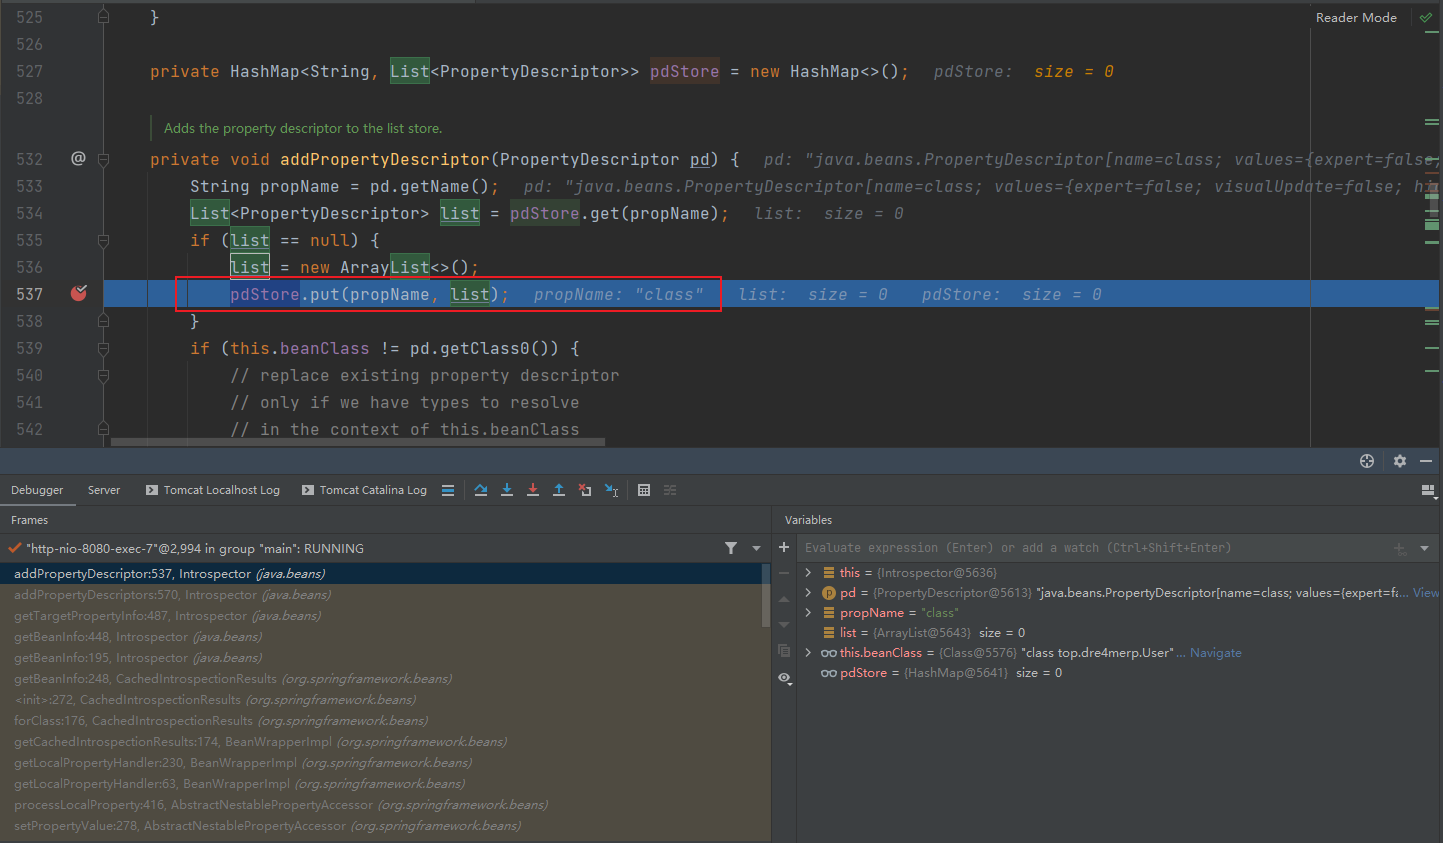 525 }
Reader Mode
526
527 private HashMap<String, List<PropertyDescriptor>> pdStore = new HashMap<>(); pdStore: size = 0
528
Adds the property descriptor to the list store.
532 @ private void addPropertyDescriptor(PropertyDescriptor pd) { pd: "java.beans.PropertyDescriptor[name=class; values={expert=false;
533 String propName = pd.getName(); pd: "java.beans.PropertyDescriptor[name=class; values={expert=false; visualUpdate=false; hi
534 List<PropertyDescriptor> list = pdStore.get(propName); list: size = 0
535 if (list == null) {
536 list = new ArrayList<>();
537 pdStore.put(propName, list); propName: "class" list: size = 0 pdStore: size = 0
538 }
539 if (this.beanClass != pd.getClass0()) {
540 // replace existing property descriptor
541 // only if we have types to resolve
542 // in the context of this.beanClass
Debugger Server Tomcat Localhost Log Tomcat Catalina Log
Frames
"http-nio-8080-exec-7"@2,994 in group "main": RUNNING
addPropertyDescriptor:537, Introspector (java.beans)
addPropertyDescriptors:570, Introspector (java.beans)
getTargetPropertyInfo:487, Introspector (java.beans)
getBeanInfo:448, Introspector (java.beans)
getBeanInfo:195, Introspector (java.beans)
getBeanInfo:248, CachedIntrospectionResults (org.springframework.beans)
<init>:272, CachedIntrospectionResults (org.springframework.beans)
forClass:176, CachedIntrospectionResults (org.springframework.beans)
getCachedIntrospectionResults:174, BeanWrapperImpl (org.springframework.beans)
getLocalPropertyHandler:230, BeanWrapperImpl (org.springframework.beans)
getLocalPropertyHandler:63, BeanWrapperImpl (org.springframework.beans)
processLocalProperty:416, AbstractNestablePropertyAccessor (org.springframework.beans)
setPropertyValue:278, AbstractNestablePropertyAccessor (org.springframework.beans)
Variables
Evaluate expression (Enter) or add a watch (Ctrl+Shift+Enter)
this = {Introspector@5636}
p pd = {PropertyDescriptor@5613} "java.beans.PropertyDescriptor[name=class; values={expert=fa... View
propName = "class"
list = {ArrayList@5643} size = 0
this.beanClass = {Class@5576} "class top.dre4merp.User" ... Navigate
pdStore = {HashMap@5641} size = 0